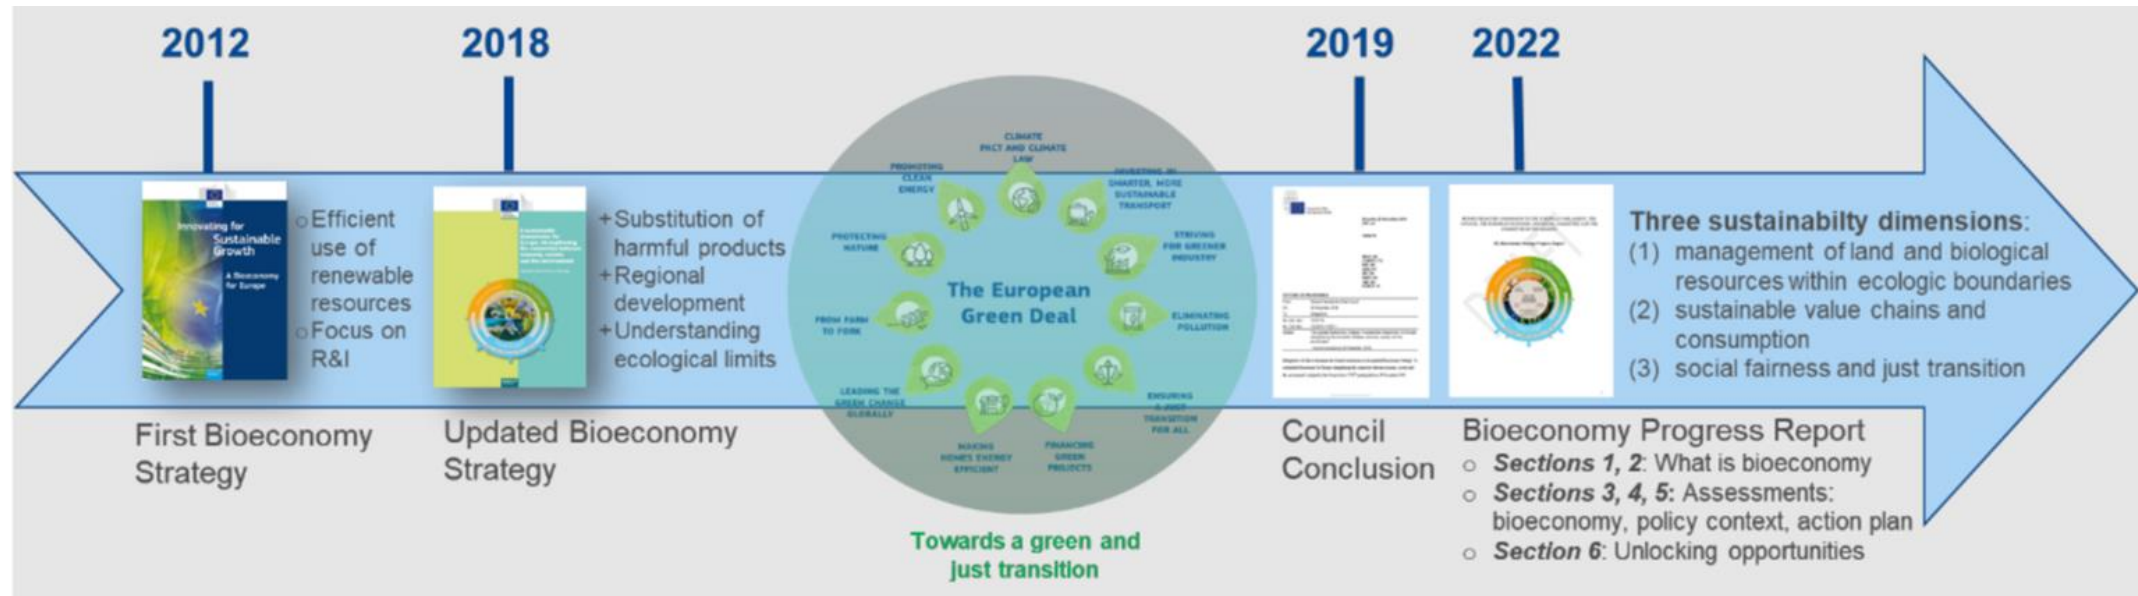 2012
2018
2019
2022
Innovating for
Sustainable
Growth
A Bioeconomy
for Europe
o Efficient
use of
renewable
resources
o Focus on
R&I
First Bioeconomy
Strategy
+Substitution of
harmful products
+Regional
development
+Understanding
ecological limits
Updated Bioeconomy
Strategy
CLIMATE
PACT AND CLIMATE
LAW
INVESTING IN
SMARTER, MORE
SUSTAINABLE
TRANSPORT
STRIVING
FOR GREENER
INDUSTRY
ELIMINATING
POLLUTION
ENSURING
A JUST
TRANSITION
FOR ALL
FINANCING
GREEN
PROJECTS
MAKING
HOMES ENERGY
EFFICIENT
LEADING THE
GREEN CHANGE
GLOBALLY
FROM FARM
TO FORK
PROTECTING
NATURE
PROMOTING
CLEAN
ENERGY
The European
Green Deal
Towards a green and
just transition
Council
Conclusion
Three sustainabilty dimensions:
(1) management of land and biological
resources within ecologic boundaries
(2) sustainable value chains and
consumption
(3) social fairness and just transition
Bioeconomy Progress Report
o Sections 1, 2: What is bioeconomy
o Sections 3, 4, 5: Assessments:
bioeconomy, policy context, action plan
o Section 6: Unlocking opportunities